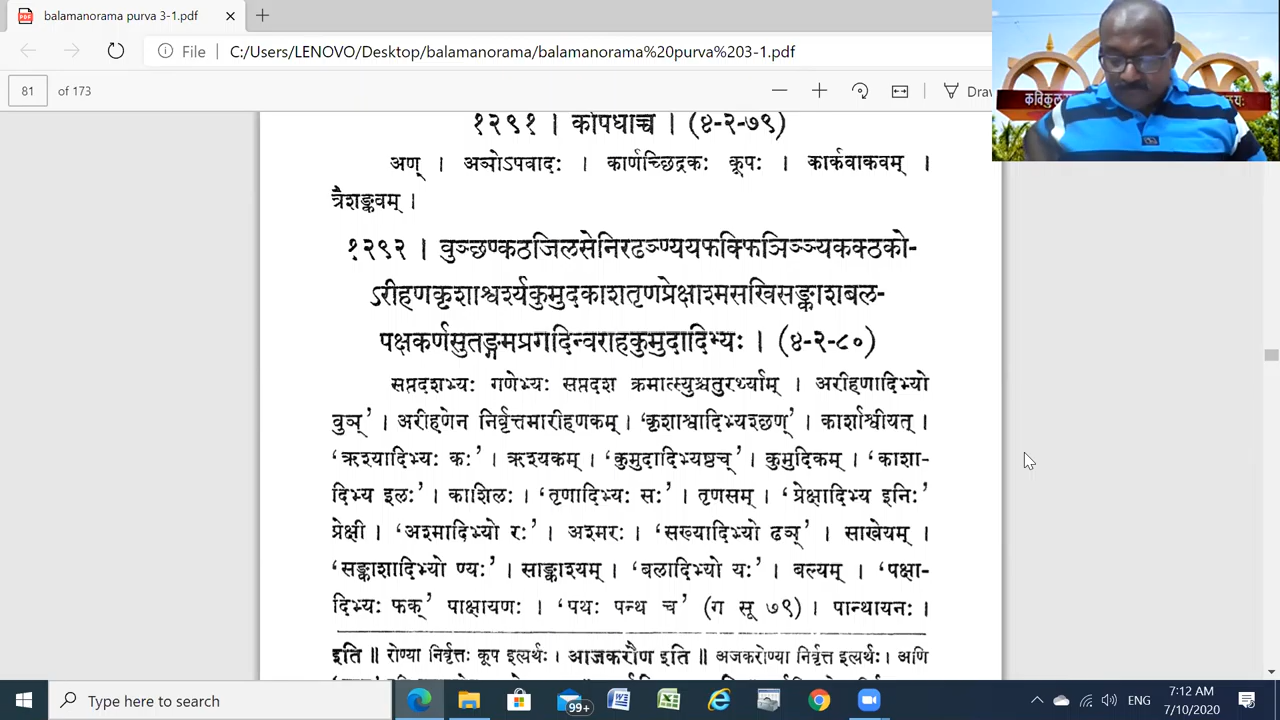 balamanorama purva 3-1.pdf
File C:/Users/LENOVO/Desktop/balamanorama/balamanorama%20purva%203-1.pdf
81 of 173
Draw
१२९१ । कोपधाच्च । (४-२-७९)
अण् । अञोऽपवादः । कार्णच्छिद्रकः कूपः । कार्कवाकवम् ।
त्रैशङ्कवम् ।
१२९२ । वुञ्छण्कठजिलसेनिरढञ्ण्ययफक्फिञिञ्ञ्यकक्ठको-
ऽरीहणकृशाश्वर्श्यकुमुदकाशतृणप्रेक्षाश्मसखिसङ्काशबल-
पक्षकर्णसुतङ्गमप्रगदिन्वराहकुमुदादिभ्यः । (४-२-८०)
सप्तदशभ्यः गणेभ्यः सप्तदश क्रमात्स्युश्चतुरर्थ्याम् । अरीहणादिभ्यो
वुञ्’ । अरीहणेन निर्वृत्तमारीहणकम् । ‘कृशाश्वादिभ्यश्छण्’ । कार्शाश्वीयत् ।
‘ऋश्यादिभ्यः कः’ । ऋश्यकम् । ‘कुमुदादिभ्यष्ठच्’ । कुमुदिकम् । ‘काशा-
दिभ्य इलः’ । काशिलः । ‘तृणादिभ्यः सः’ । तृणसम् । ‘प्रेक्षादिभ्य इनिः’
प्रेक्षी । ‘अश्मादिभ्यो रः’ । अश्मरः । ‘सख्यादिभ्यो ढञ्’ । साखेयम् ।
‘सङ्काशादिभ्यो ण्यः’ । साङ्काश्यम् । ‘बलादिभ्यो यः’ । बल्यम् । ‘पक्षा-
दिभ्यः फक्’ पाक्षायणः । ‘पथः पन्थ च’ (ग सू ७९) । पान्थायनः ।
इति ॥ रोण्या निर्वृत्तः कूप इत्यर्थः । आजकरौण इति ॥ अजकरोण्या निर्वृत्त इत्यर्थः । अणि
Type here to search
99+
ENG
7:12 AM
7/10/2020